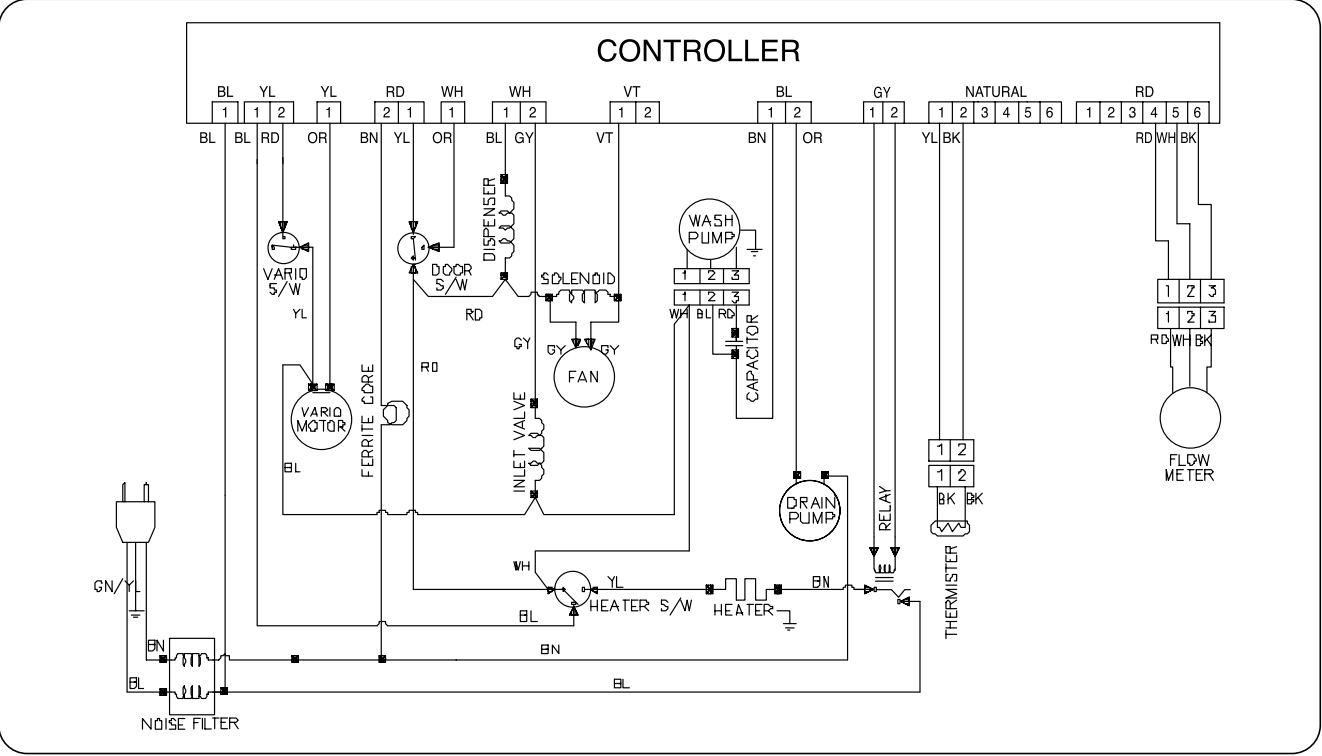 CONTROLLER
BL YL YL RD WH WH VT BL GY NATURAL RD
1 1 2 1 2 1 1 1 2 1 2 1 2 1 2 1 2 3 4 5 6 1 2 3 4 5 6
BL BL RD OR BN YL OR BL GY VT BN OR YL BK RD WH BK
DISPENSER
WASH
PUMP
VARIO
S/W
DOOR
S/W
SOLENOID
1 2 3
1 2 3
WH BL RD
1 2 3
1 2 3
RD WH BK
YL
RD
GY
GY GY
FAN
RD
CAPACITOR
FERRITE CORE
VARIO
MOTOR
INLET VALVE
BL
FLOW
METER
1 2
1 2
BK BK
DRAIN
PUMP
RELAY
THERMISTER
GN/YL
WH
YL
BN
HEATER S/W
HEATER
BL
BN
BN
BL
BL
NOISE FILTER